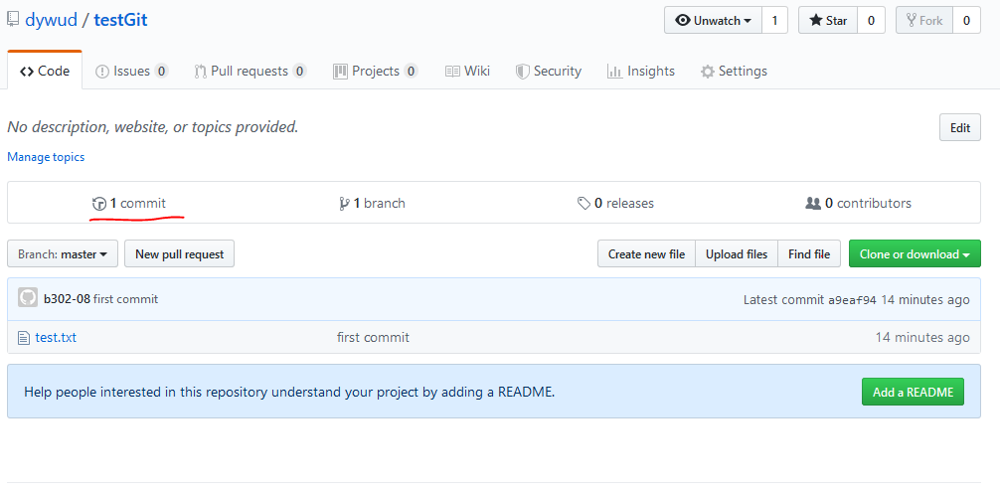 dywud / testGit Unwatch 1 Star 0 Fork 0
Code Issues 0 Pull requests 0 Projects 0 Wiki Security Insights Settings
No description, website, or topics provided. Edit
Manage topics
1 commit 1 branch 0 releases 0 contributors
Branch: master New pull request Create new file Upload files Find file Clone or download
b302-08 first commit Latest commit a9eaf94 14 minutes ago
test.txt first commit 14 minutes ago
Help people interested in this repository understand your project by adding a README. Add a README